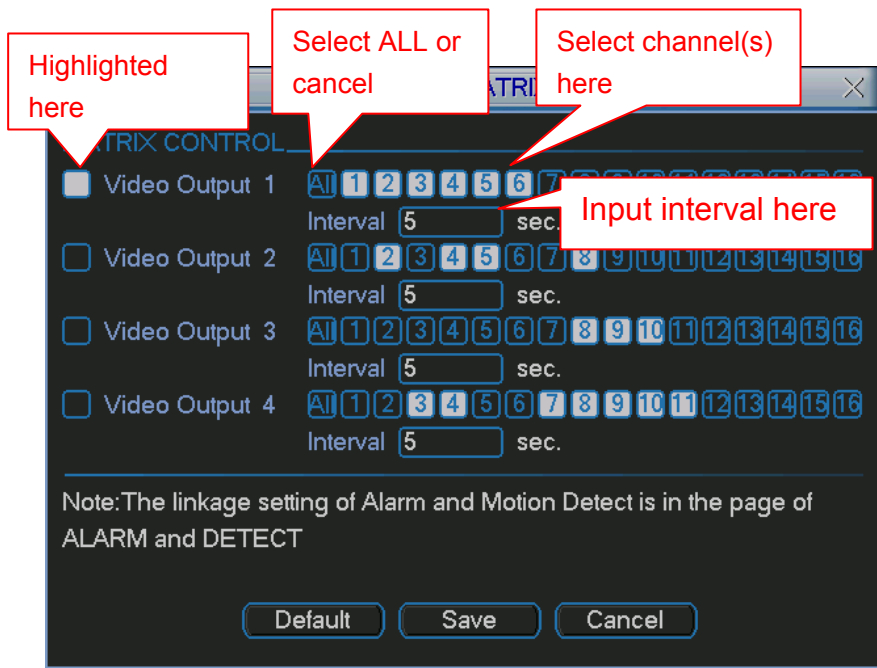 Highlighted
here
Select ALL or
cancel
Select channel(s)
here
TRIX CONTROL
Video Output 1 All 1 2 3 4 5 6 7
Input interval here
Interval 5 sec.
Video Output 2 All 1 2 3 4 5 6 7 8 9 10 11 12 13 14 15 16
Interval 5 sec.
Video Output 3 All 1 2 3 4 5 6 7 8 9 10 11 12 13 14 15 16
Interval 5 sec.
Video Output 4 All 1 2 3 4 5 6 7 8 9 10 11 12 13 14 15 16
Interval 5 sec.
Note:The linkage setting of Alarm and Motion Detect is in the page of
ALARM and DETECT
Default Save Cancel